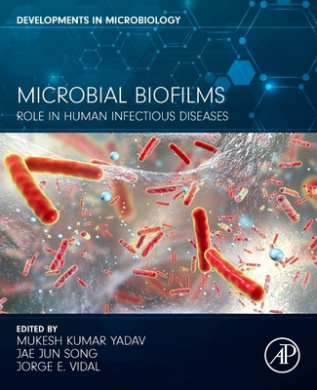 DEVELOPMENTS IN MICROBIOLOGY
MICROBIAL BIOFILMS
ROLE IN HUMAN INFECTIOUS DISEASES
EDITED BY
MUKESH KUMAR YADAV
JAE JUN SONG
JORGE E. VIDAL
AP